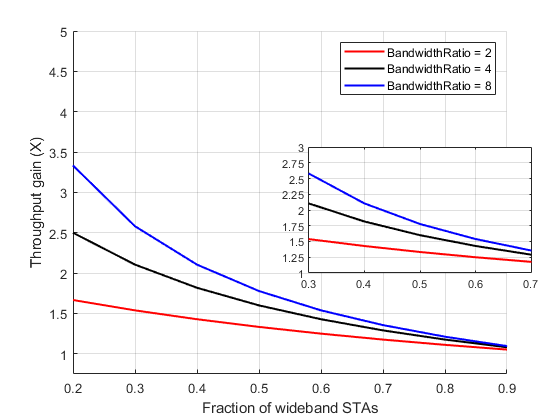 5
4.5
4
3.5
3
2.5
2
1.5
1
Throughput gain (X)
0.2 0.3 0.4 0.5 0.6 0.7 0.8 0.9
Fraction of wideband STAs
BandwidthRatio = 2
BandwidthRatio = 4
BandwidthRatio = 8
3
2.75
2.5
2.25
2
1.75
1.5
1.25
1
0.3 0.4 0.5 0.6 0.7